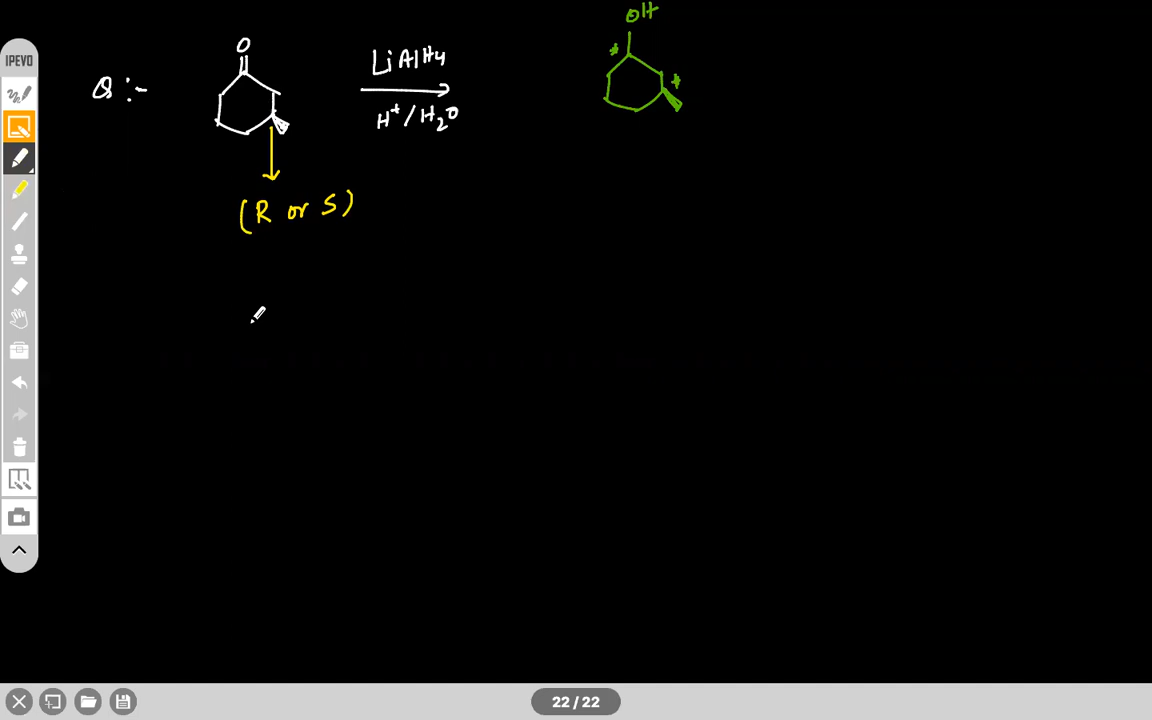 OH
O
IPEVO
Q :-
LiAlH4
H+ / H2O
*
*
(R or S)
22 / 22